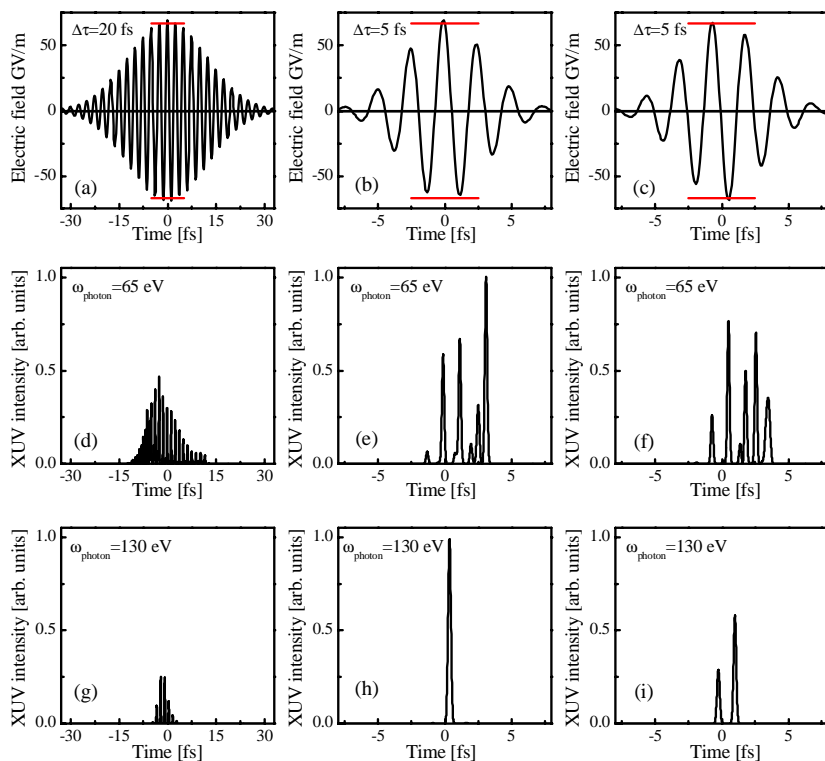 Electric field GV/m
50
0
-50
Δτ=20 fs
(a)
-30 -15 0 15 30
Time [fs]
Electric field GV/m
50
0
-50
Δτ=5 fs
(b)
-5 0 5
Time [fs]
Electric field GV/m
50
0
-50
Δτ=5 fs
(c)
-5 0 5
Time [fs]
XUV intensity [arb. units]
1.0
0.5
0.0
ωphoton=65 eV
(d)
-30 -15 0 15 30
Time [fs]
XUV intensity [arb. units]
1.0
0.5
0.0
ωphoton=65 eV
(e)
-5 0 5
Time [fs]
XUV intensity [arb. units]
1.0
0.5
0.0
ωphoton=65 eV
(f)
-5 0 5
Time [fs]
XUV intensity [arb. units]
1.0
0.5
0.0
ωphoton=130 eV
(g)
-30 -15 0 15 30
Time [fs]
XUV intensity [arb. units]
1.0
0.5
0.0
ωphoton=130 eV
(h)
-5 0 5
Time [fs]
XUV intensity [arb. units]
1.0
0.5
0.0
ωphoton=130 eV
(i)
-5 0 5
Time [fs]